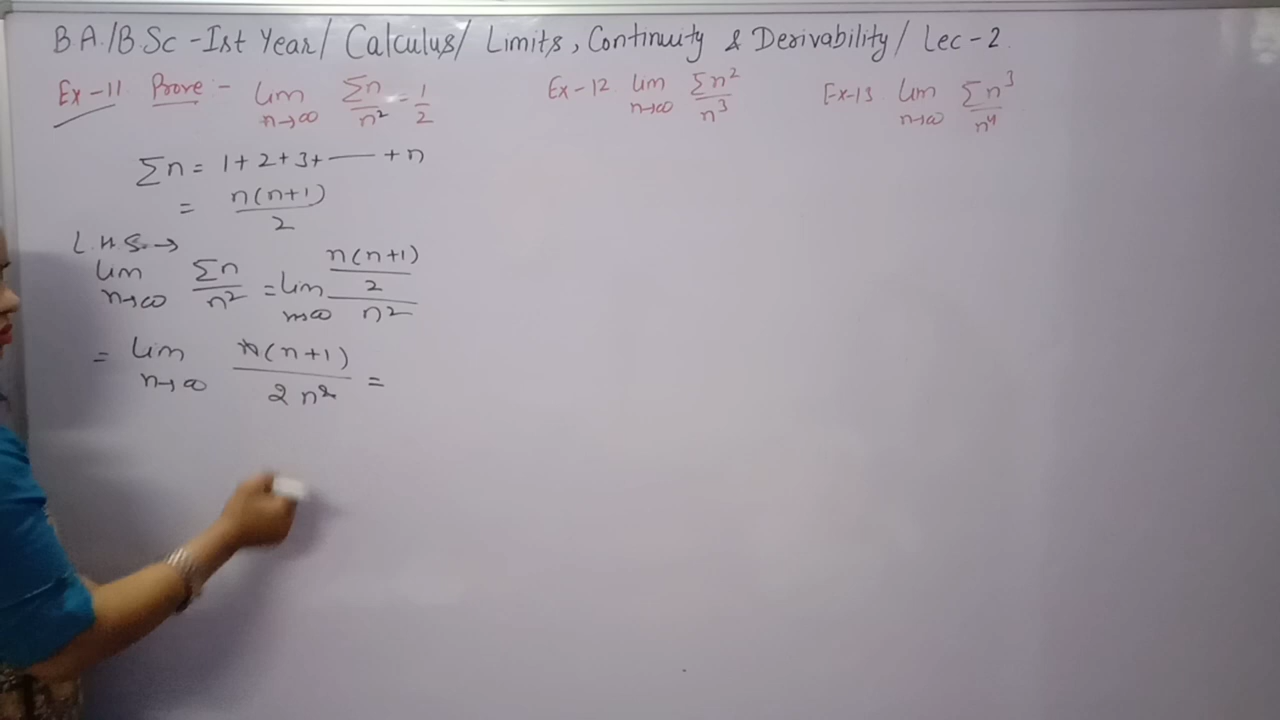 B.A./B.Sc - Ist Year / Calculus / Limits, Continuity & Derivability / Lec - 2
Ex - 11 Prove :- lim n→∞ Σn/n² = 1/2
Ex - 12 lim n→∞ Σn²/n³
Ex - 13 lim n→∞ Σn³/n⁴
Σn = 1 + 2 + 3 + —— + n
= n(n+1)/2
L.H.S. →
lim n→∞ Σn/n² = lim n→∞ (n(n+1)/2)/n²
= lim n→∞ n(n+1)/2n² =